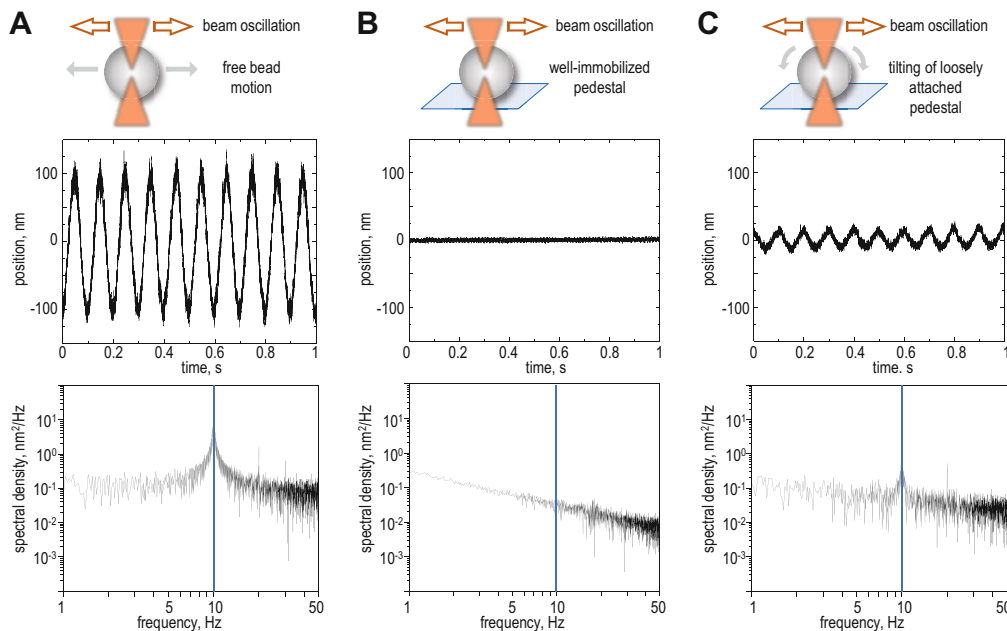 A
beam oscillation
free bead
motion
position, nm
100
0
-100
0
0.2
0.4
0.6
0.8
1
time, s
spectral density, nm²/Hz
10¹
10⁰
10⁻¹
10⁻²
10⁻³
1
5
10
50
frequency, Hz
B
beam oscillation
well-immobilized
pedestal
position, nm
100
0
-100
0
0.2
0.4
0.6
0.8
1
time, s
spectral density, nm²/Hz
10¹
10⁰
10⁻¹
10⁻²
10⁻³
1
5
10
50
frequency, Hz
C
beam oscillation
tilting of loosely
attached
pedestal
position, nm
100
0
-100
0
0.2
0.4
0.6
0.8
1
time. s
spectral density, nm²/Hz
10¹
10⁰
10⁻¹
10⁻²
10⁻³
1
5
10
50
frequency, Hz